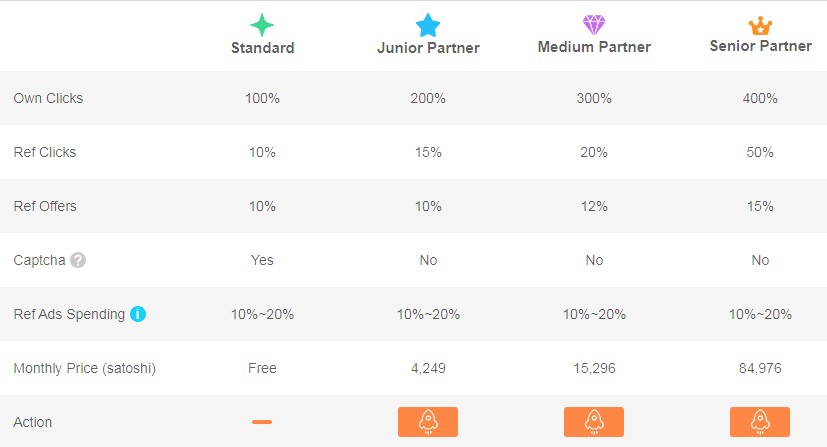 Standard Junior Partner Medium Partner Senior Partner
Own Clicks 100% 200% 300% 400%
Ref Clicks 10% 15% 20% 50%
Ref Offers 10% 10% 12% 15%
Captcha ? Yes No No No
Ref Ads Spending i 10%~20% 10%~20% 10%~20% 10%~20%
Monthly Price (satoshi) Free 4,249 15,296 84,976
Action